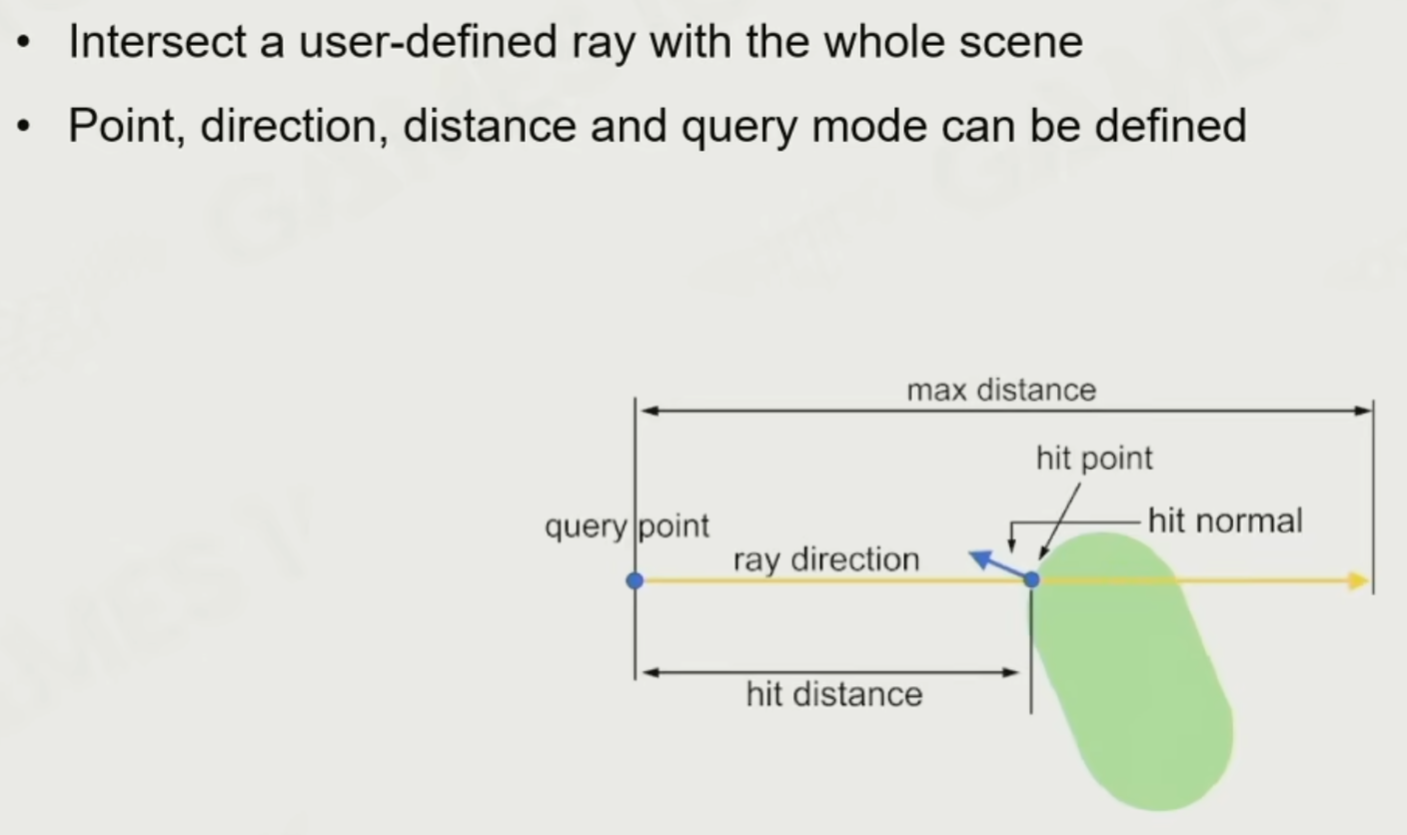 • Intersect a user-defined ray with the whole scene
• Point, direction, distance and query mode can be defined
max distance
hit point
hit normal
query point
ray direction
hit distance